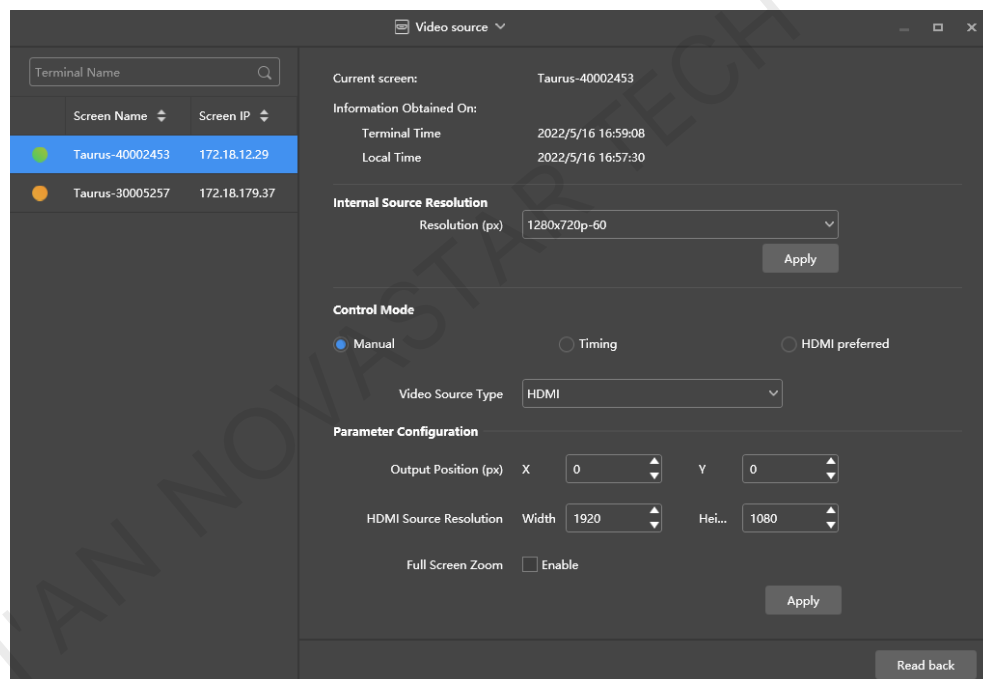 Video source
Terminal Name
Screen Name Screen IP
Taurus-40002453 172.18.12.29
Taurus-30005257 172.18.179.37
Current screen: Taurus-40002453
Information Obtained On:
Terminal Time 2022/5/16 16:59:08
Local Time 2022/5/16 16:57:30
Internal Source Resolution
Resolution (px) 1280x720p-60
Apply
Control Mode
Manual Timing HDMI preferred
Video Source Type HDMI
Parameter Configuration
Output Position (px) X 0 Y 0
HDMI Source Resolution Width 1920 Hei... 1080
Full Screen Zoom Enable
Apply
Read back
AN NOVASTAR TECH